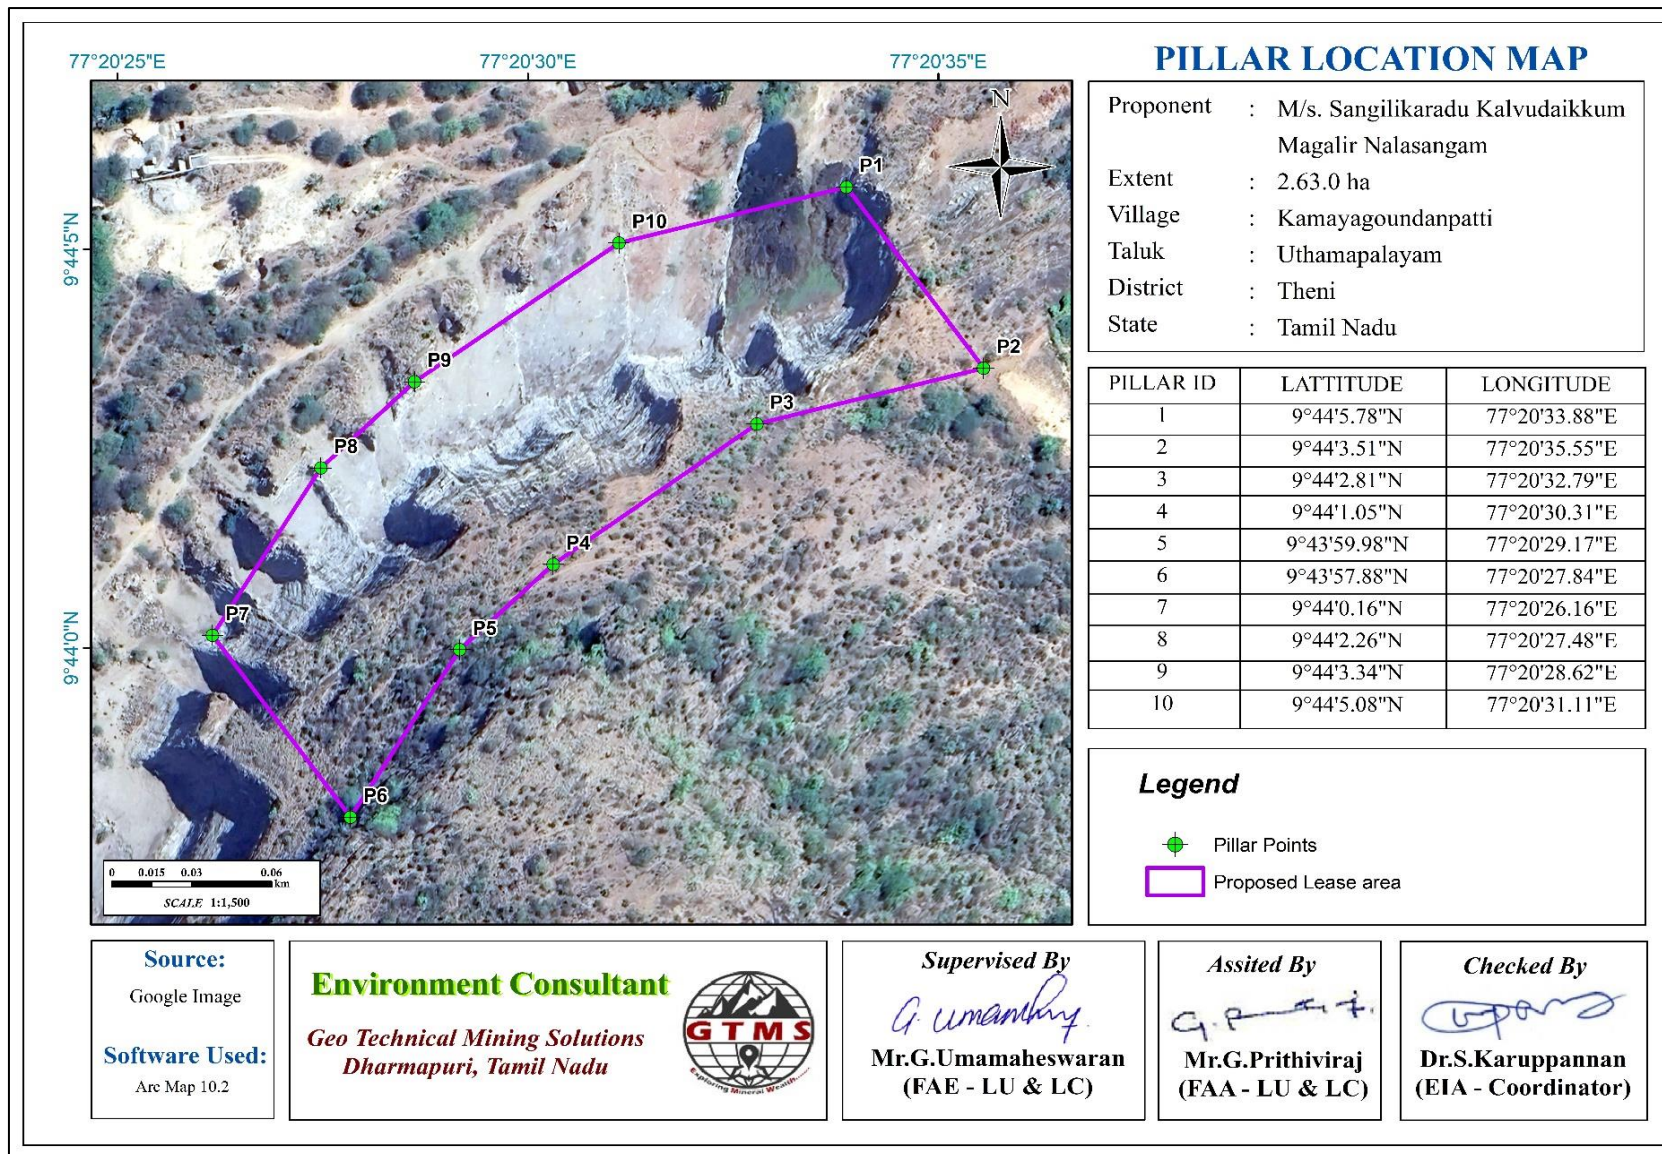 PILLAR LOCATION MAP
77°20'25"E
77°20'30"E
77°20'35"E
9°44'5"N
9°44'0"N
N
P1
P10
P2
P9
P3
P8
P4
P7
P5
P6
0 0.015 0.03 0.06
km
SCALE 1:1,500
Proponent : M/s. Sangilikaradu Kalvudaikkum
Magalir Nalasangam
Extent : 2.63.0 ha
Village : Kamayagoundanpatti
Taluk : Uthamapalayam
District : Theni
State : Tamil Nadu
PILLAR ID LATTITUDE LONGITUDE
1 9°44'5.78"N 77°20'33.88"E
2 9°44'3.51"N 77°20'35.55"E
3 9°44'2.81"N 77°20'32.79"E
4 9°44'1.05"N 77°20'30.31"E
5 9°43'59.98"N 77°20'29.17"E
6 9°43'57.88"N 77°20'27.84"E
7 9°44'0.16"N 77°20'26.16"E
8 9°44'2.26"N 77°20'27.48"E
9 9°44'3.34"N 77°20'28.62"E
10 9°44'5.08"N 77°20'31.11"E
Legend
Pillar Points
Proposed Lease area
Source:
Google Image
Software Used:
Arc Map 10.2
Environment Consultant
Geo Technical Mining Solutions
Dharmapuri, Tamil Nadu
GTMS
Exploring Mineral Wealth......
Supervised By
Mr.G.Umamaheswaran
(FAE - LU & LC)
Assited By
Mr.G.Prithiviraj
(FAA - LU & LC)
Checked By
Dr.S.Karuppannan
(EIA - Coordinator)